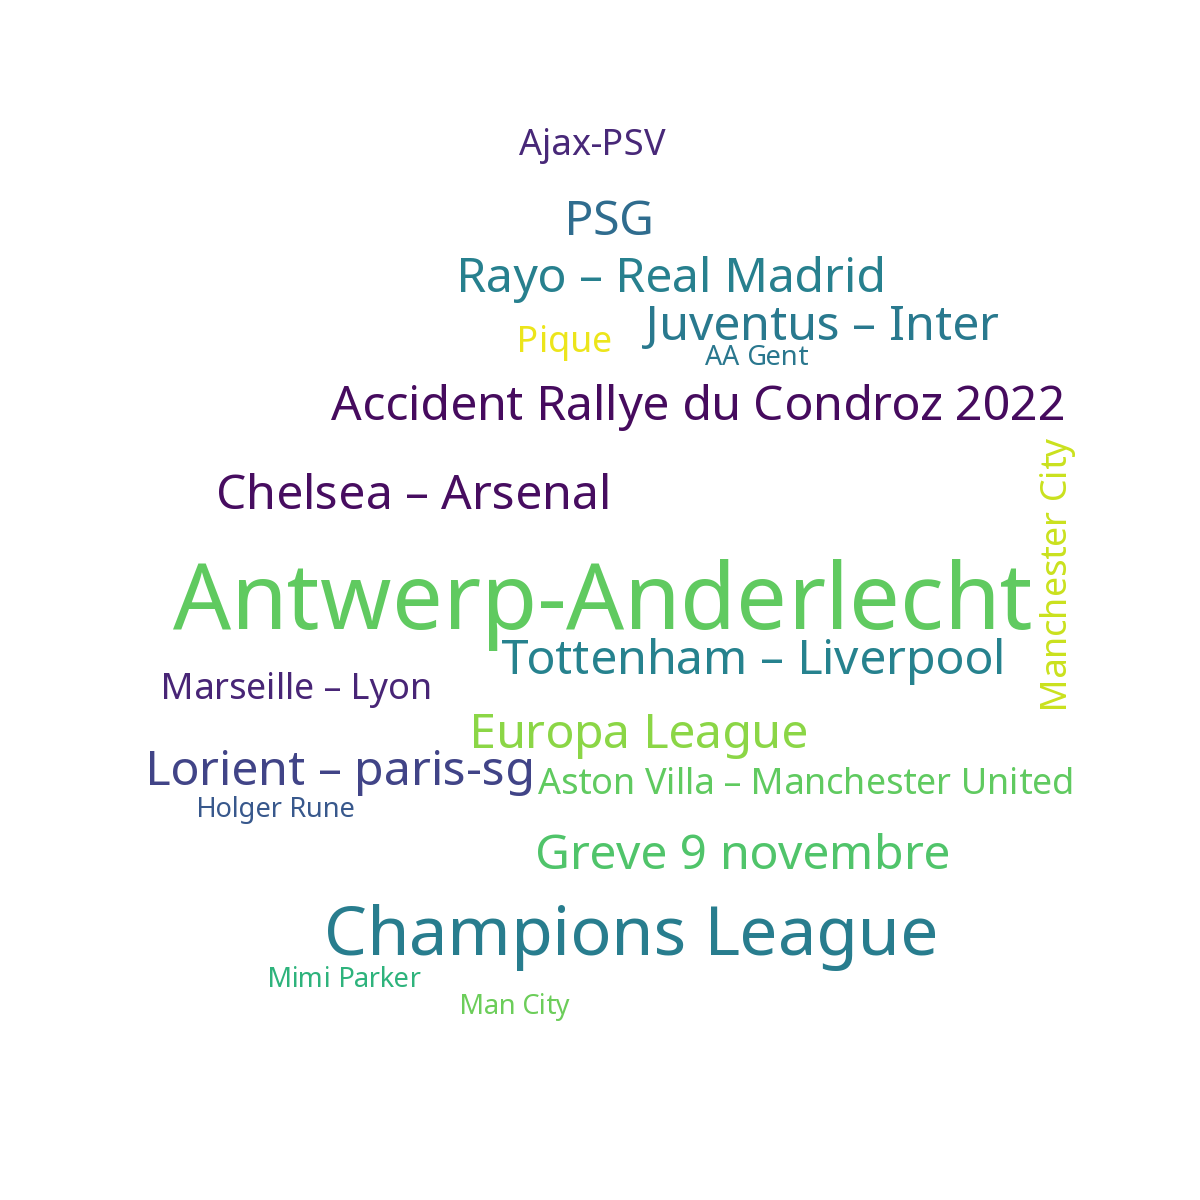 Ajax-PSV
PSG
Rayo – Real Madrid
Juventus – Inter
Pique
AA Gent
Accident Rallye du Condroz 2022
Manchester City
Chelsea – Arsenal
Antwerp-Anderlecht
Tottenham – Liverpool
Marseille – Lyon
Europa League
Lorient – paris-sg
Aston Villa – Manchester United
Holger Rune
Greve 9 novembre
Champions League
Mimi Parker
Man City